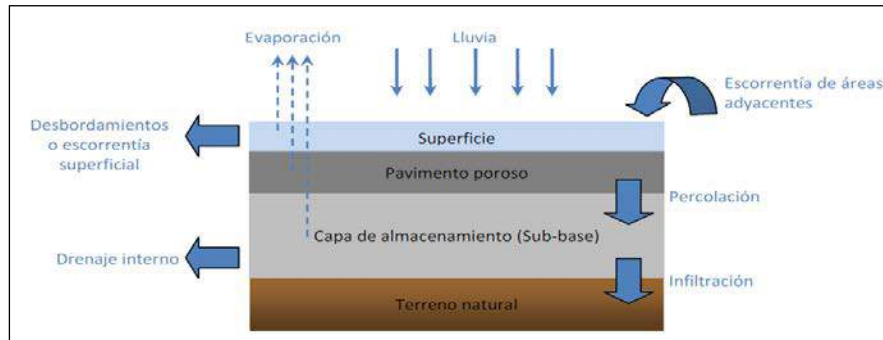 Evaporación
Lluvia
Escorrentía de áreas
adyacentes
Desbordamientos
o escorrentía
superficial
Superficie
Pavimento poroso
Percolación
Capa de almacenamiento (Sub-base)
Drenaje interno
Infiltración
Terreno natural